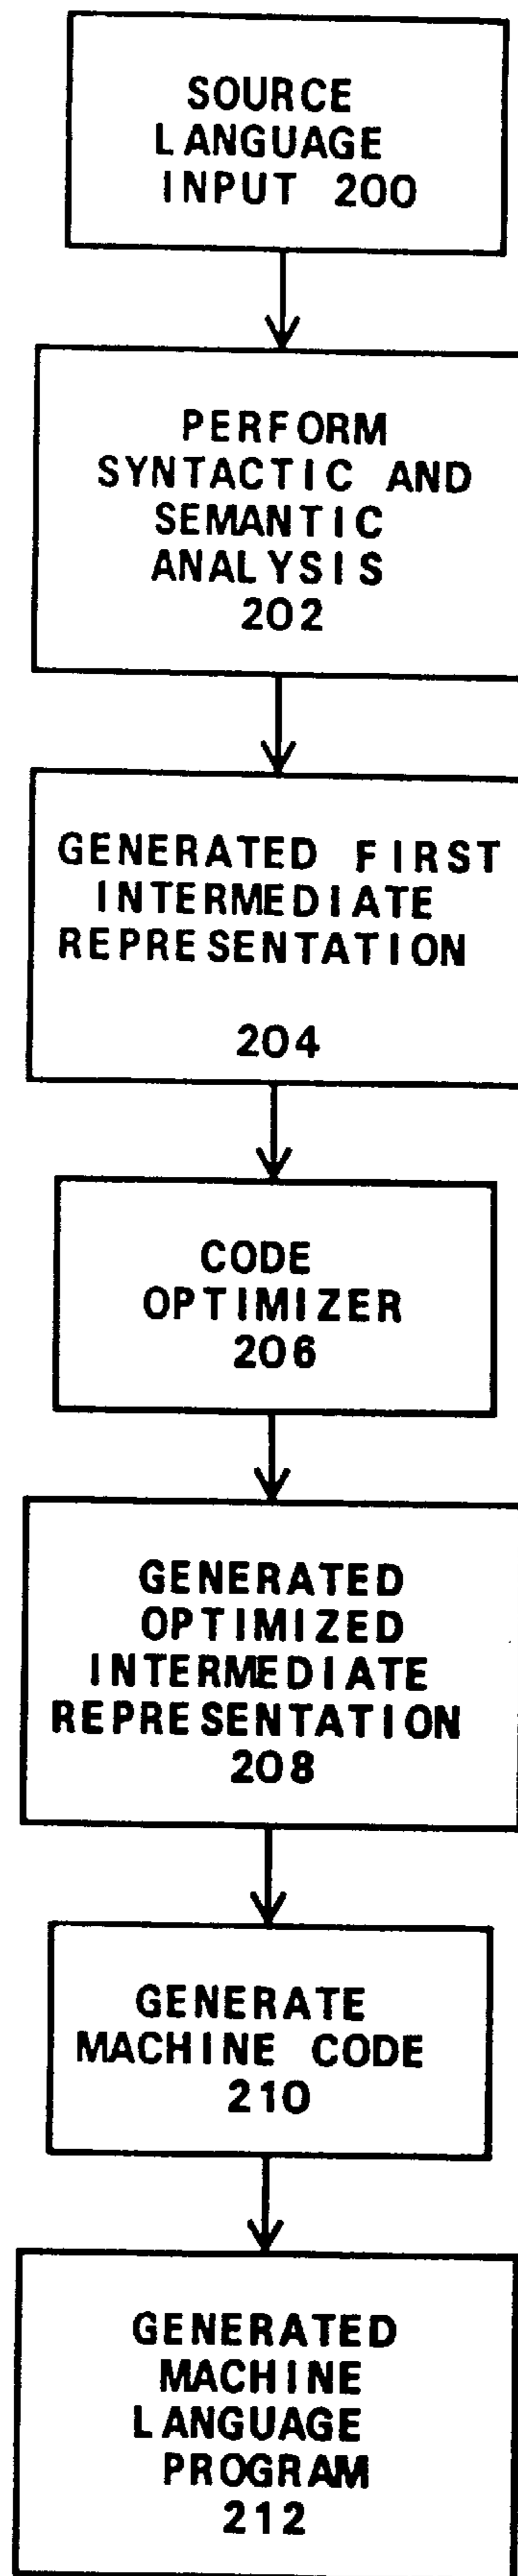 SOURCE
LANGUAGE
INPUT 200
PERFORM
SYNTACTIC AND
SEMANTIC
ANALYSIS
202
GENERATED FIRST
INTERMEDIATE
REPRESENTATION
204
CODE
OPTIMIZER
206
GENERATED
OPTIMIZED
INTERMEDIATE
REPRESENTATION
208
GENERATE
MACHINE CODE
210
GENERATED
MACHINE
LANGUAGE
PROGRAM
212